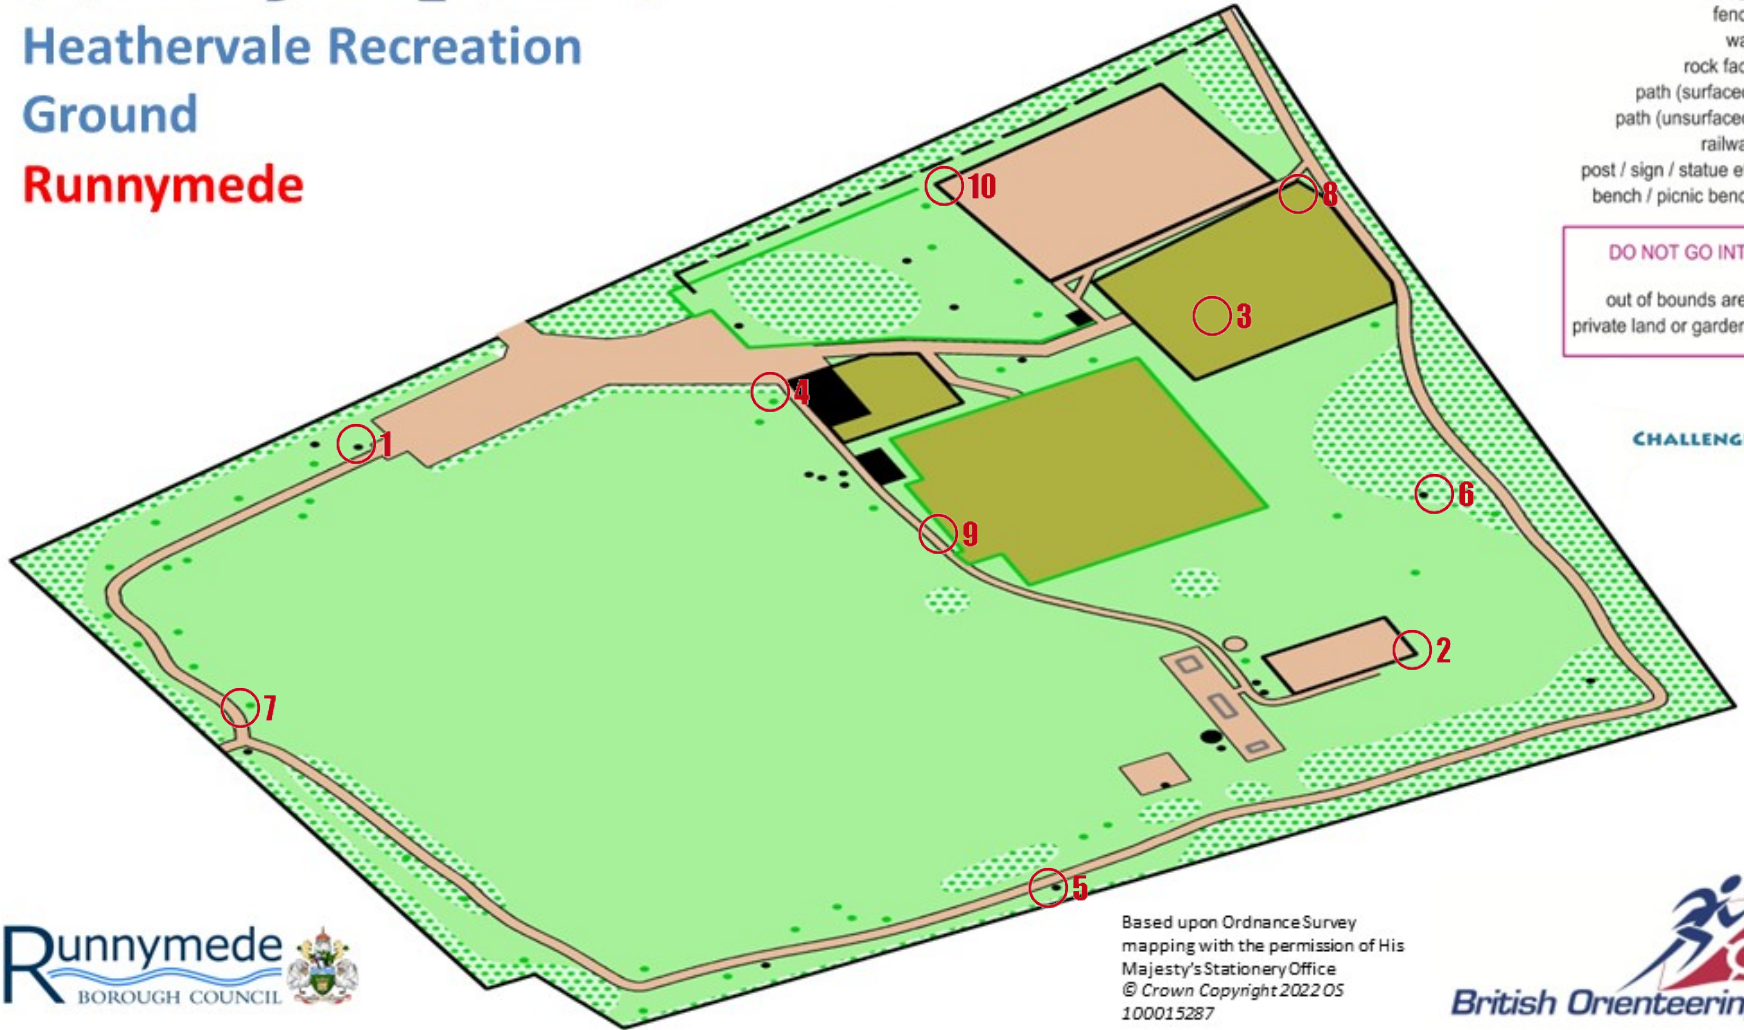 Heathervale Recreation
Ground
Runnymede
rock fac
path (surfaced
path (unsurfaced
railwa
post / sign / statue e
bench / picnic benc
DO NOT GO INT
out of bounds are
private land or garden
CHALLENG
10
8
3
4
1
6
9
2
7
5
Runnymede
BOROUGH COUNCIL
Based upon Ordnance Survey
mapping with the permission of His
Majesty's Stationery Office
© Crown Copyright 2022 OS
100015287
British Orienteerin